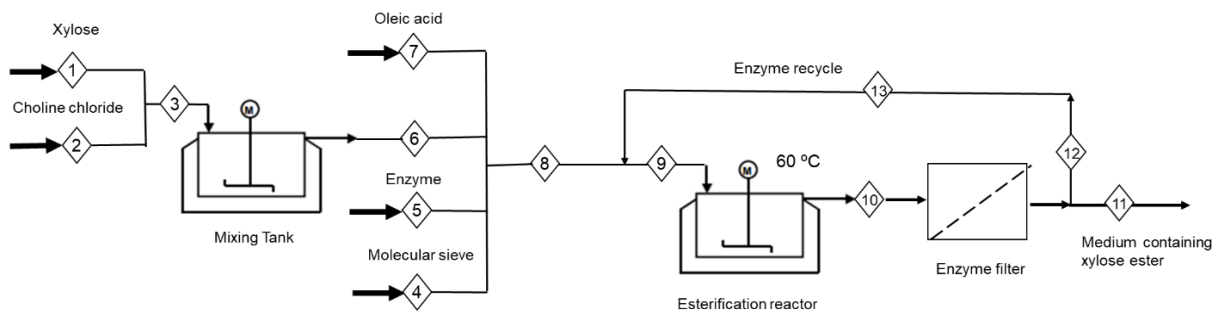 Xylose
1
Choline chloride
2
3
M
Mixing Tank
Oleic acid
7
6
Enzyme
5
Molecular sieve
4
8
Enzyme recycle
13
9
60 ºC
M
Esterification reactor
10
Enzyme filter
12
11
Medium containing
xylose ester